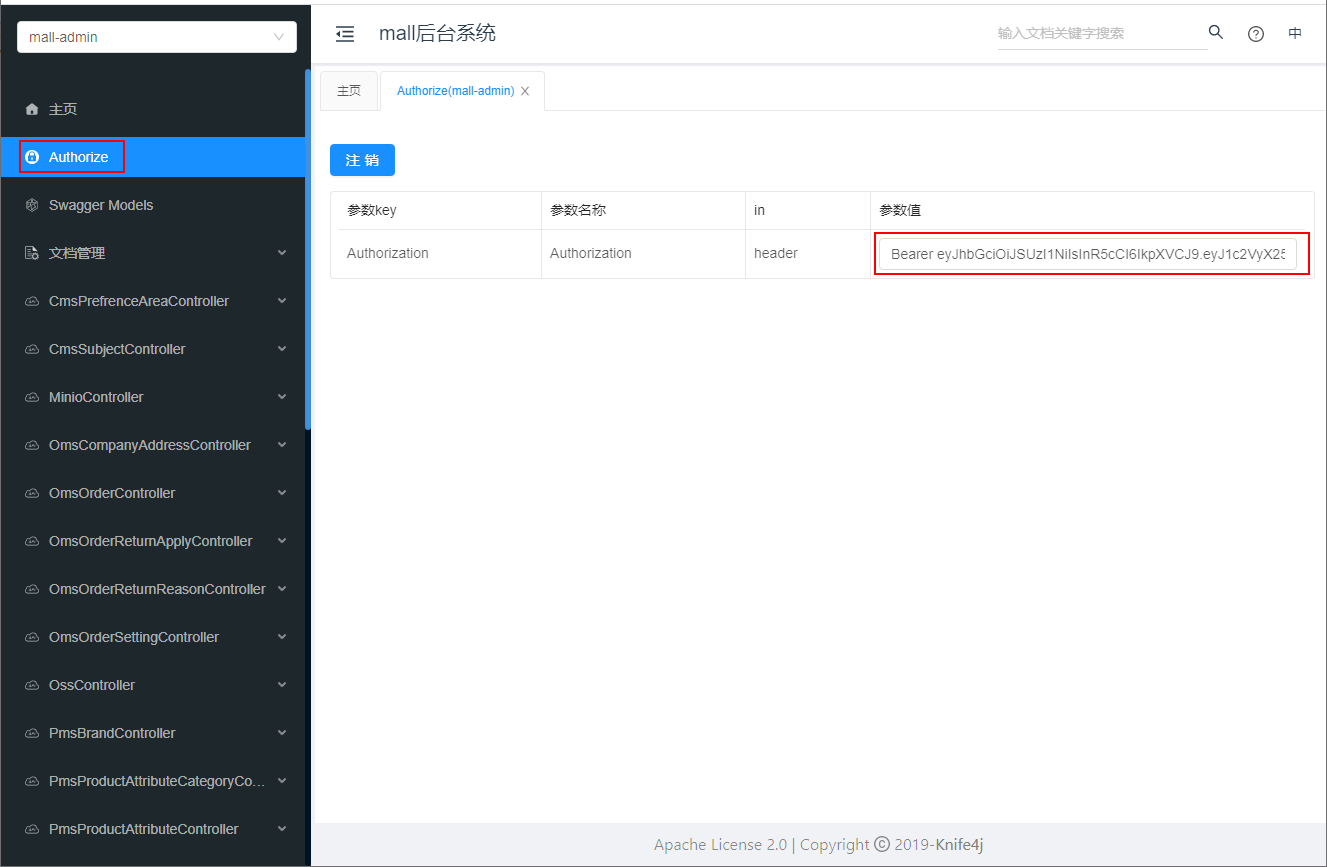 mall-admin
主页
Authorize
Swagger Models
文档管理
CmsPrefrenceAreaController
CmsSubjectController
MinioController
OmsCompanyAddressController
OmsOrderController
OmsOrderReturnApplyController
OmsOrderReturnReasonController
OmsOrderSettingController
OssController
PmsBrandController
PmsProductAttributeCategoryCo...
PmsProductAttributeController
mall后台系统
输入文档关键字搜索
中
主页 Authorize(mall-admin)
注 销
参数key 参数名称 in 参数值
Authorization Authorization header Bearer eyJhbGciOiJSUzI1NiIsInR5cCI6IkpXVCJ9.eyJ1c2VyX25
Apache License 2.0 | Copyright © 2019-Knife4j